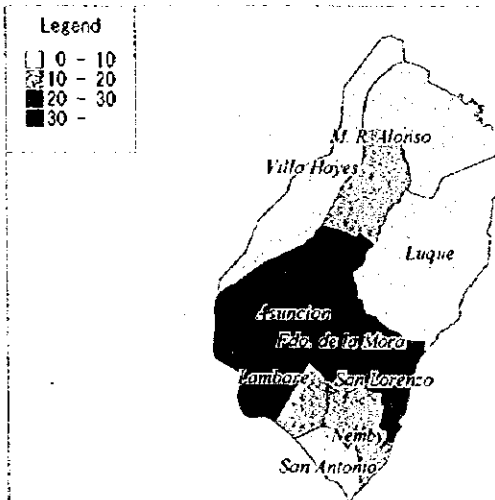 Legend
0 - 10
10 - 20
20 - 30
30 -
M. R. Alonso
Villa Hayes
Luque
Asuncion
Fdo. de la Mora
Lambare
San Lorenzo
Nemby
San Antonio